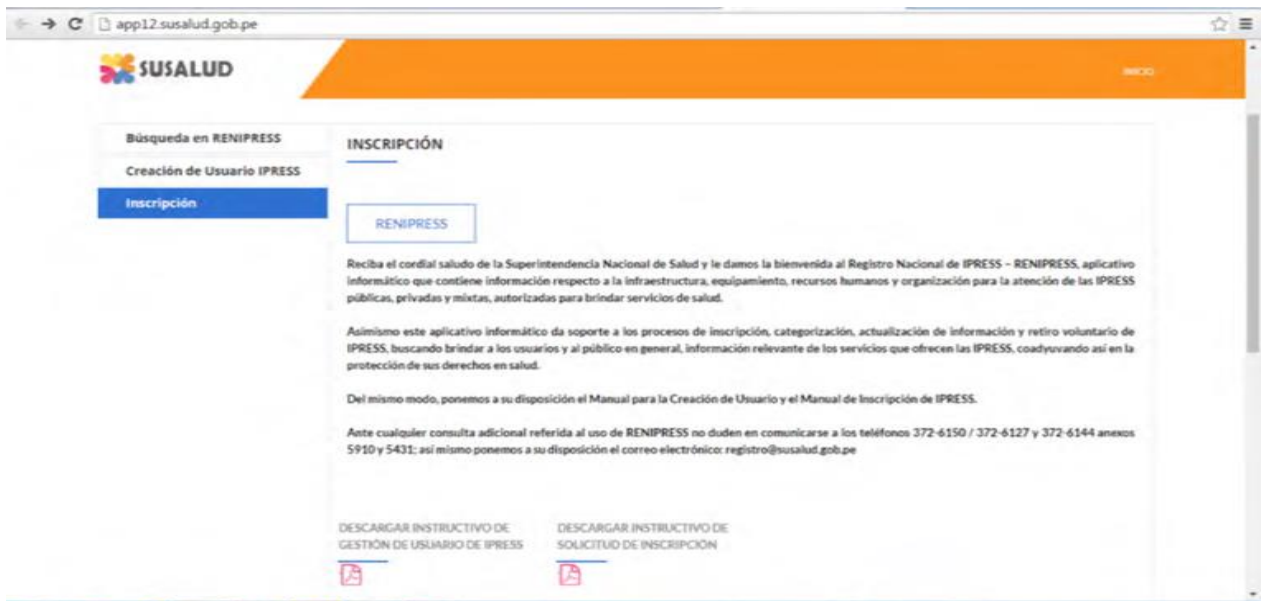 app12.susalud.gob.pe
SUSALUD
INICIO
Búsqueda en RENIPRESS
Creación de Usuario IPRESS
Inscripción
INSCRIPCIÓN
RENIPRESS
Reciba el cordial saludo de la Superintendencia Nacional de Salud y le damos la bienvenida al Registro Nacional de IPRESS – RENIPRESS, aplicativo
informático que contiene información respecto a la infraestructura, equipamiento, recursos humanos y organización para la atención de las IPRESS
públicas, privadas y mixtas, autorizadas para brindar servicios de salud.
Asimismo este aplicativo informático da soporte a los procesos de inscripción, categorización, actualización de información y retiro voluntario de
IPRESS, buscando brindar a los usuarios y al público en general, información relevante de los servicios que ofrecen las IPRESS, coadyuvando así en la
protección de sus derechos en salud.
Del mismo modo, ponemos a su disposición el Manual para la Creación de Usuario y el Manual de Inscripción de IPRESS.
Ante cualquier consulta adicional referida al uso de RENIPRESS no duden en comunicarse a los teléfonos 372-6150 / 372-6127 y 372-6144 anexos
5910 y 5431; así mismo ponemos a su disposición el correo electrónico: registro@susalud.gob.pe
DESCARGAR INSTRUCTIVO DE
GESTIÓN DE USUARIO DE IPRESS
DESCARGAR INSTRUCTIVO DE
SOLICITUD DE INSCRIPCIÓN